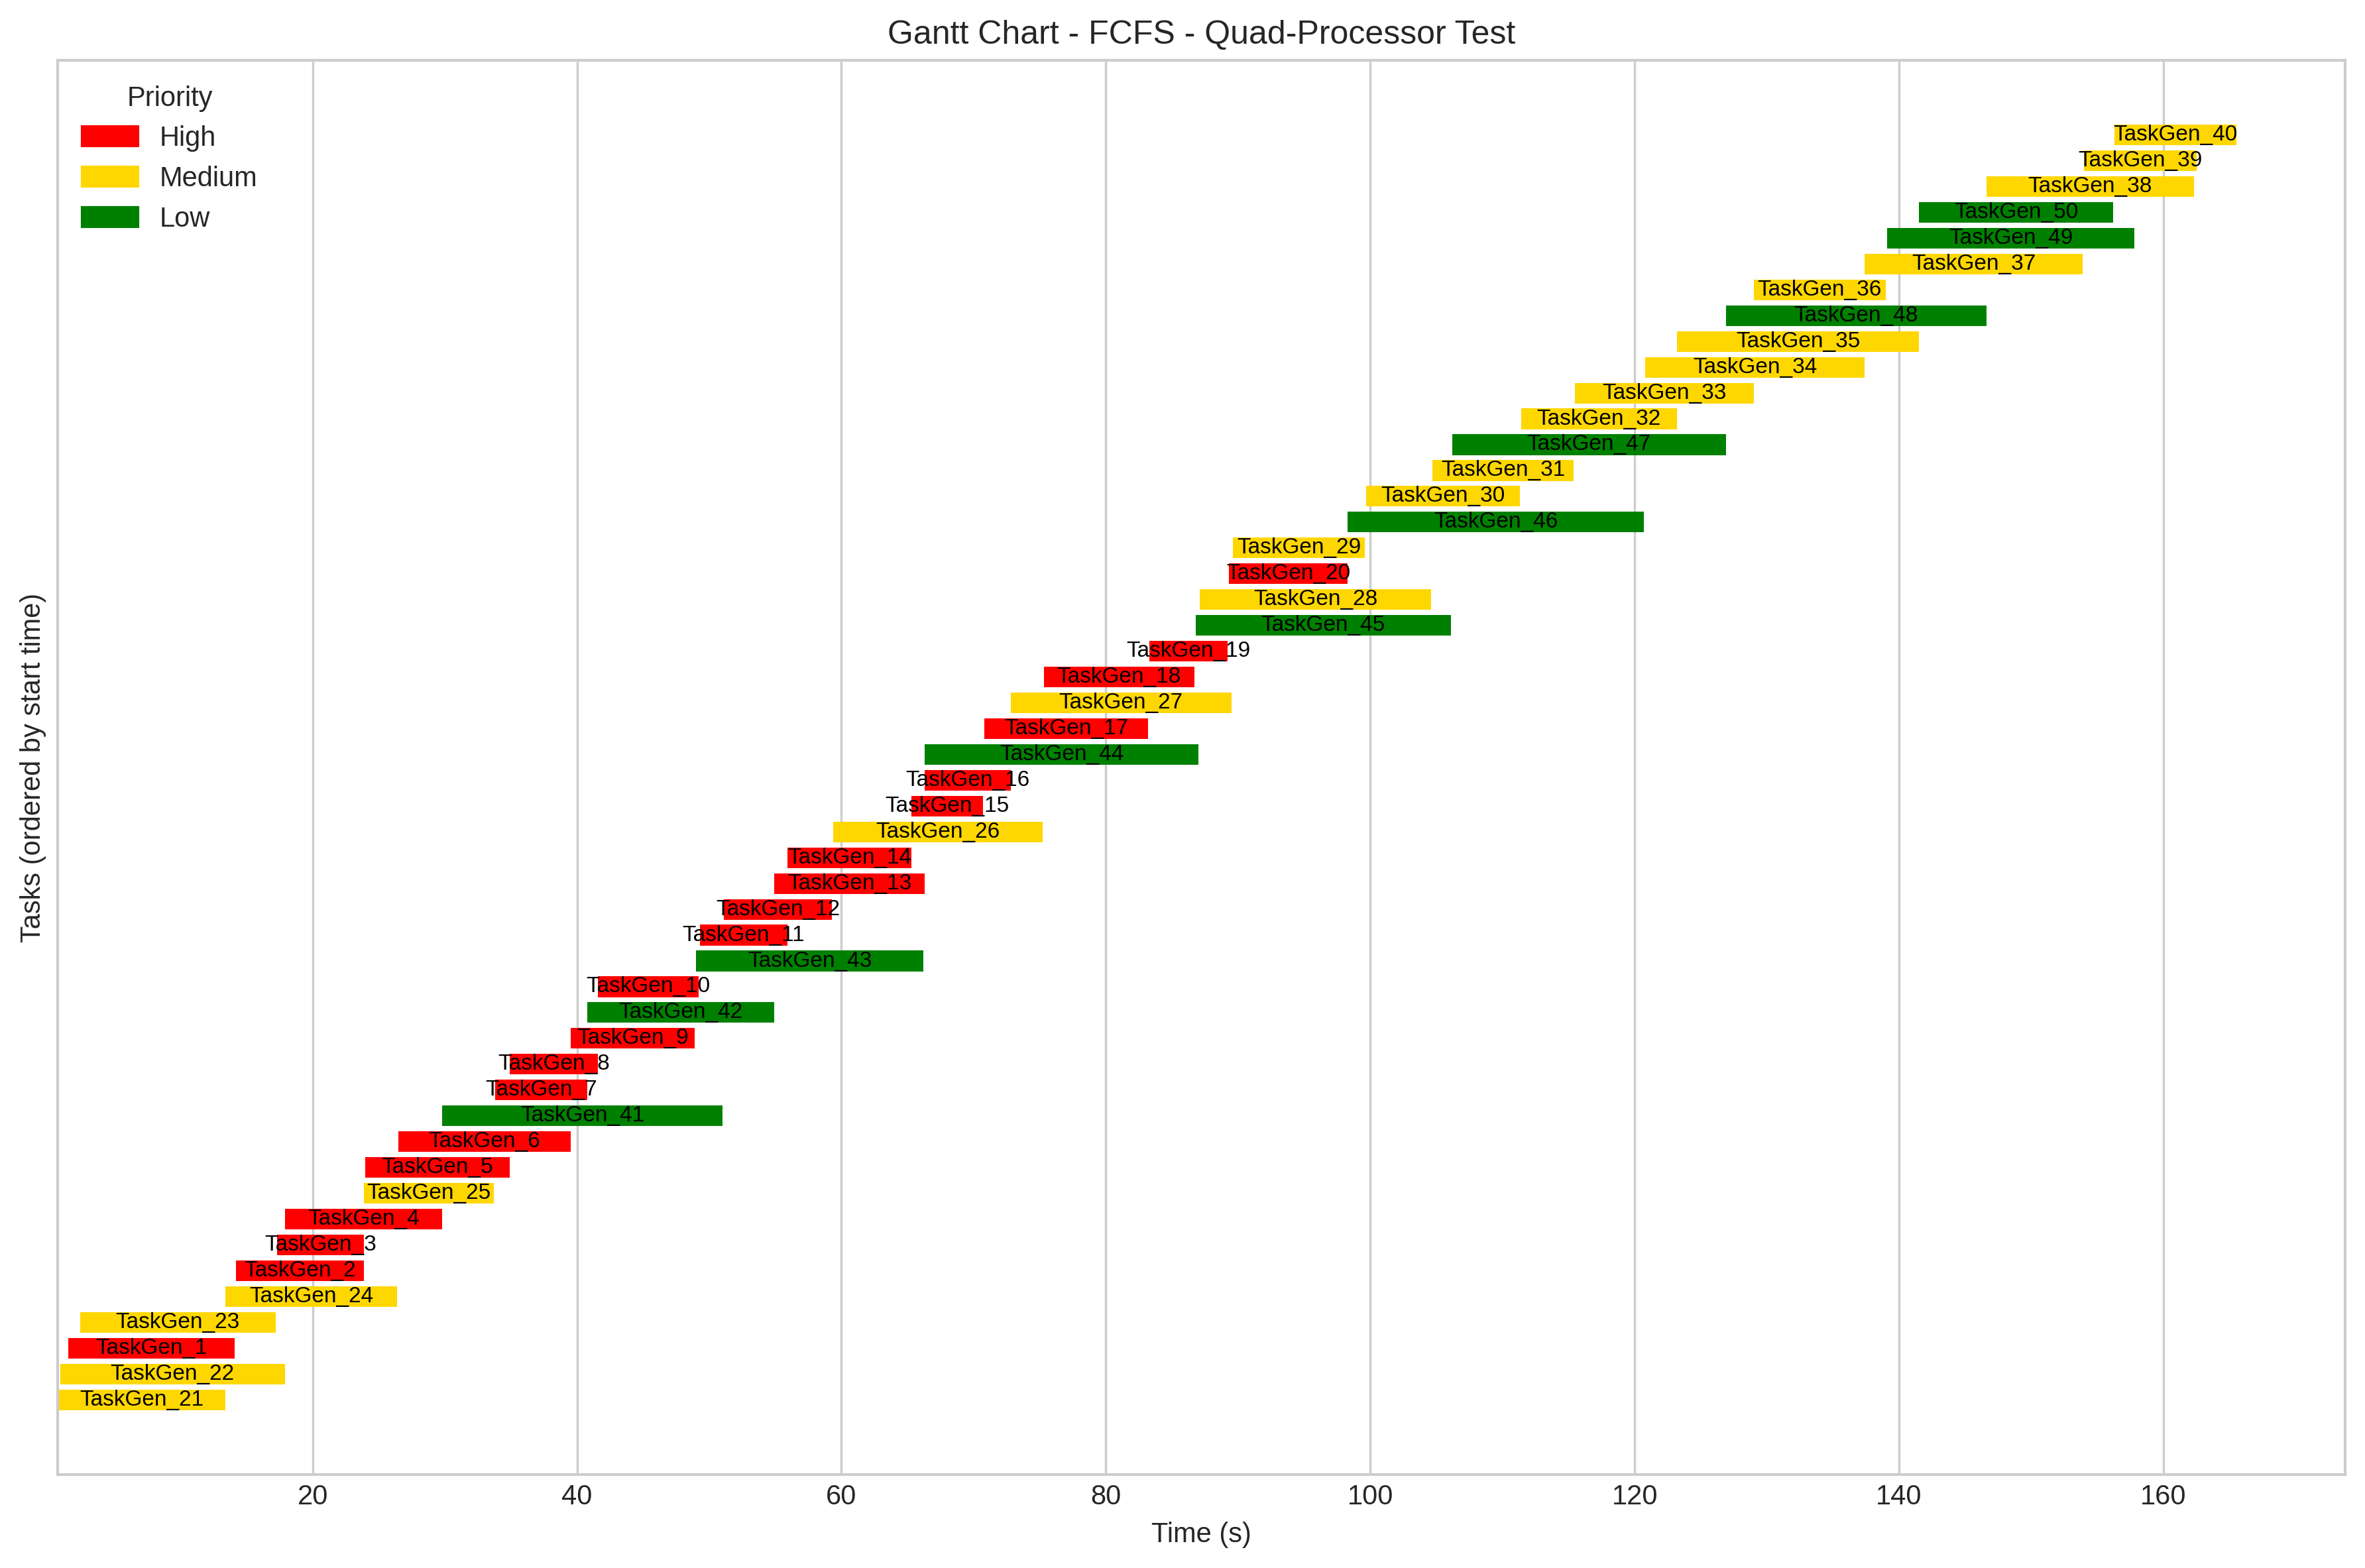 Gantt Chart - FCFS - Quad-Processor Test
Priority
High
Medium
Low
TaskGen_40
TaskGen_39
TaskGen_38
TaskGen_50
TaskGen_49
TaskGen_37
TaskGen_36
TaskGen_48
TaskGen_35
TaskGen_34
TaskGen_33
TaskGen_32
TaskGen_47
TaskGen_31
TaskGen_30
TaskGen_46
TaskGen_29
TaskGen_20
TaskGen_28
TaskGen_45
TaskGen_19
TaskGen_18
TaskGen_27
TaskGen_17
TaskGen_44
TaskGen_16
TaskGen_15
TaskGen_26
TaskGen_14
TaskGen_13
TaskGen_12
TaskGen_11
TaskGen_43
TaskGen_10
TaskGen_42
TaskGen_9
TaskGen_8
TaskGen_7
TaskGen_41
TaskGen_6
TaskGen_5
TaskGen_25
TaskGen_4
TaskGen_3
TaskGen_2
TaskGen_24
TaskGen_23
TaskGen_1
TaskGen_22
TaskGen_21
Tasks (ordered by start time)
20 40 60 80 100 120 140 160
Time (s)